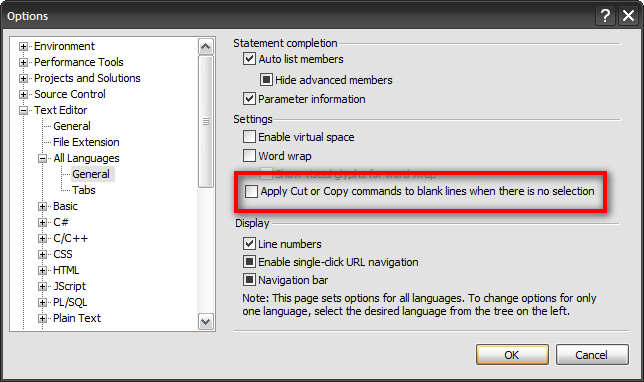 Options
Environment
Performance Tools
Projects and Solutions
Source Control
Text Editor
General
File Extension
All Languages
General
Tabs
Basic
C#
C/C++
CSS
HTML
JScript
PL/SQL
Plain Text
Statement completion
Auto list members
Hide advanced members
Parameter information
Settings
Enable virtual space
Word wrap
Show visual glyphs for word wrap
Apply Cut or Copy commands to blank lines when there is no selection
Display
Line numbers
Enable single-click URL navigation
Navigation bar
Note: This page sets options for all languages. To change options for only
one language, select the desired language from the tree on the left.
OK
Cancel